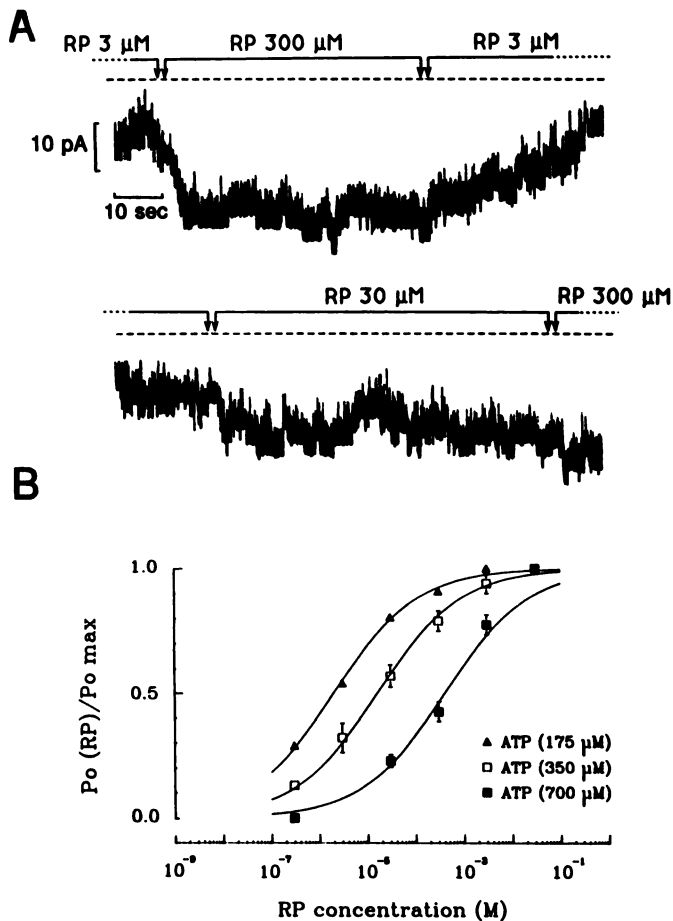 A
RP 3 µM RP 300 µM RP 3 µM
10 pA
10 sec
RP 30 µM RP 300 µM
B
1.0
0.5
0.0
Po (RP)/Po max
ATP (175 µM)
ATP (350 µM)
ATP (700 µM)
10⁻⁹ 10⁻⁷ 10⁻⁵ 10⁻³ 10⁻¹
RP concentration (M)